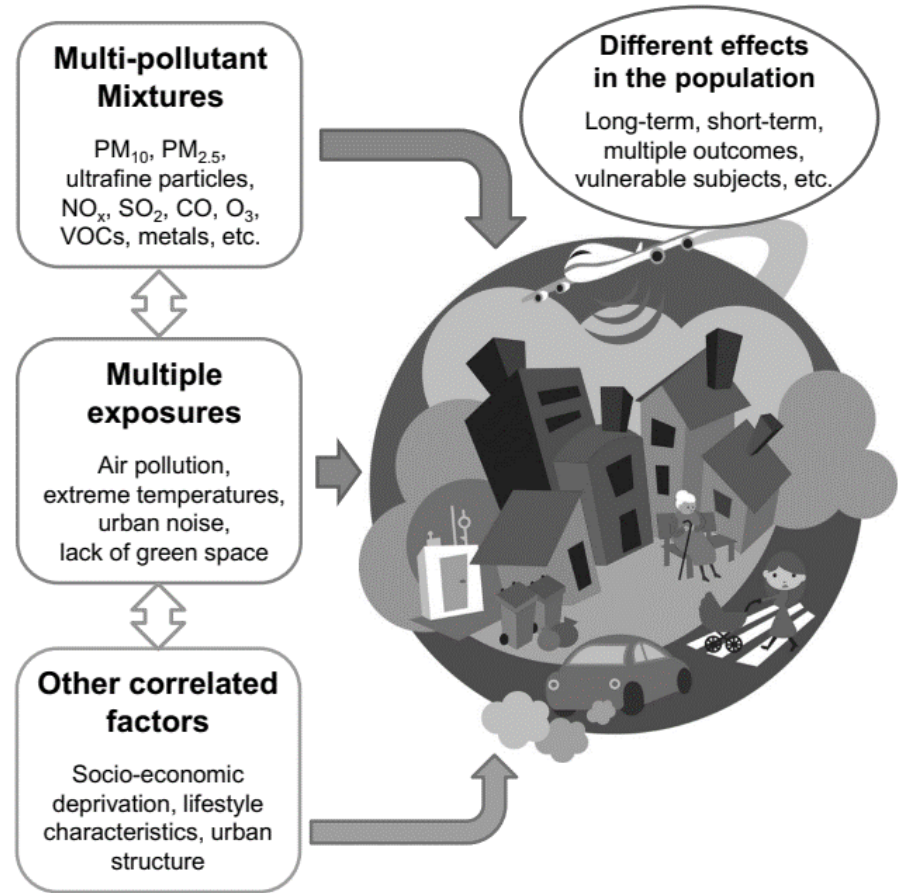 Multi-pollutant
Mixtures
PM₁₀, PM₂.₅,
ultrafine particles,
NOₓ, SO₂, CO, O₃,
VOCs, metals, etc.
Different effects
in the population
Long-term, short-term,
multiple outcomes,
vulnerable subjects, etc.
Multiple
exposures
Air pollution,
extreme temperatures,
urban noise,
lack of green space
Other correlated
factors
Socio-economic
deprivation, lifestyle
characteristics, urban
structure